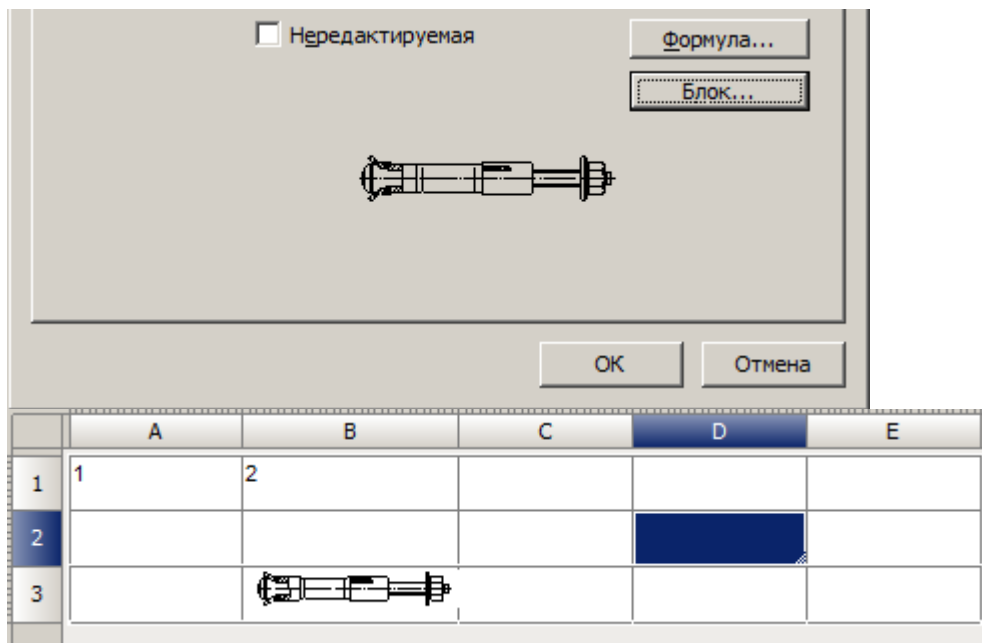 Нередактируемая Формула...
Блок...
ОК Отмена
A B C D E
1 1 2
2
3